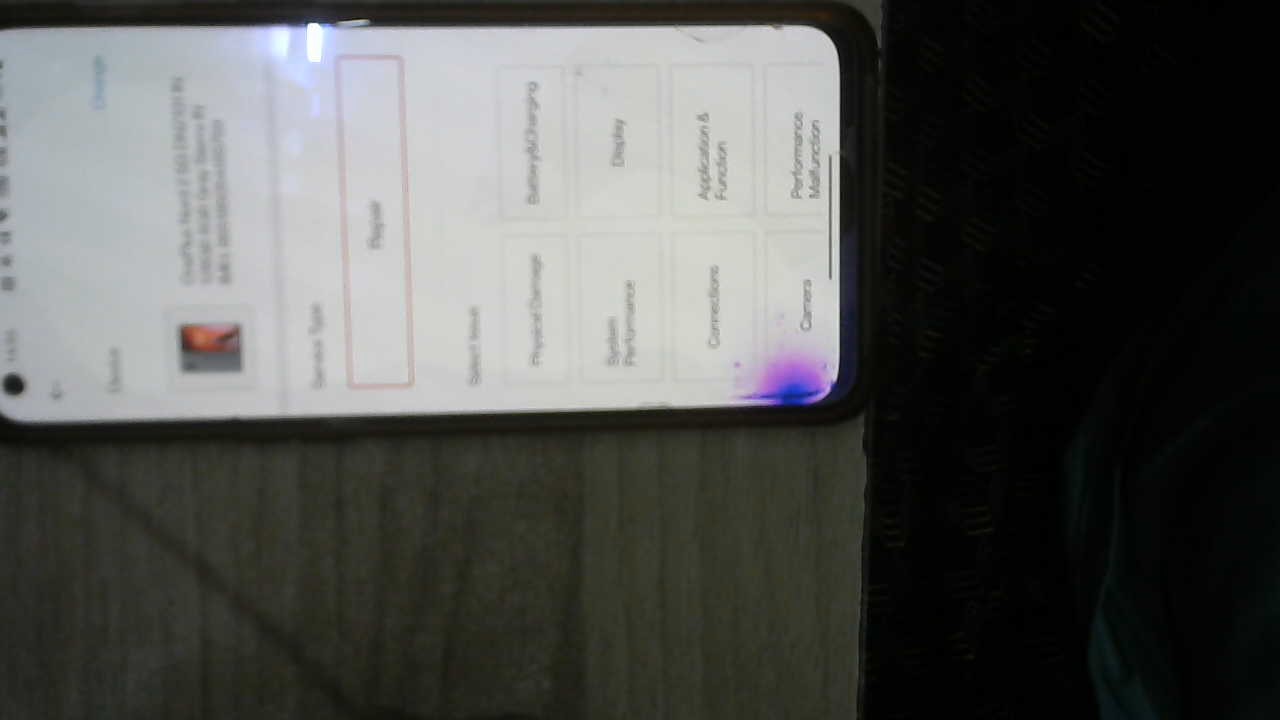 Change
Device
Service Type
Repair
Select Issue
Physical Damage
Battery&Charging
System
Performance
Display
Connections
Application &
Function
Camera
Performance
Malfunction